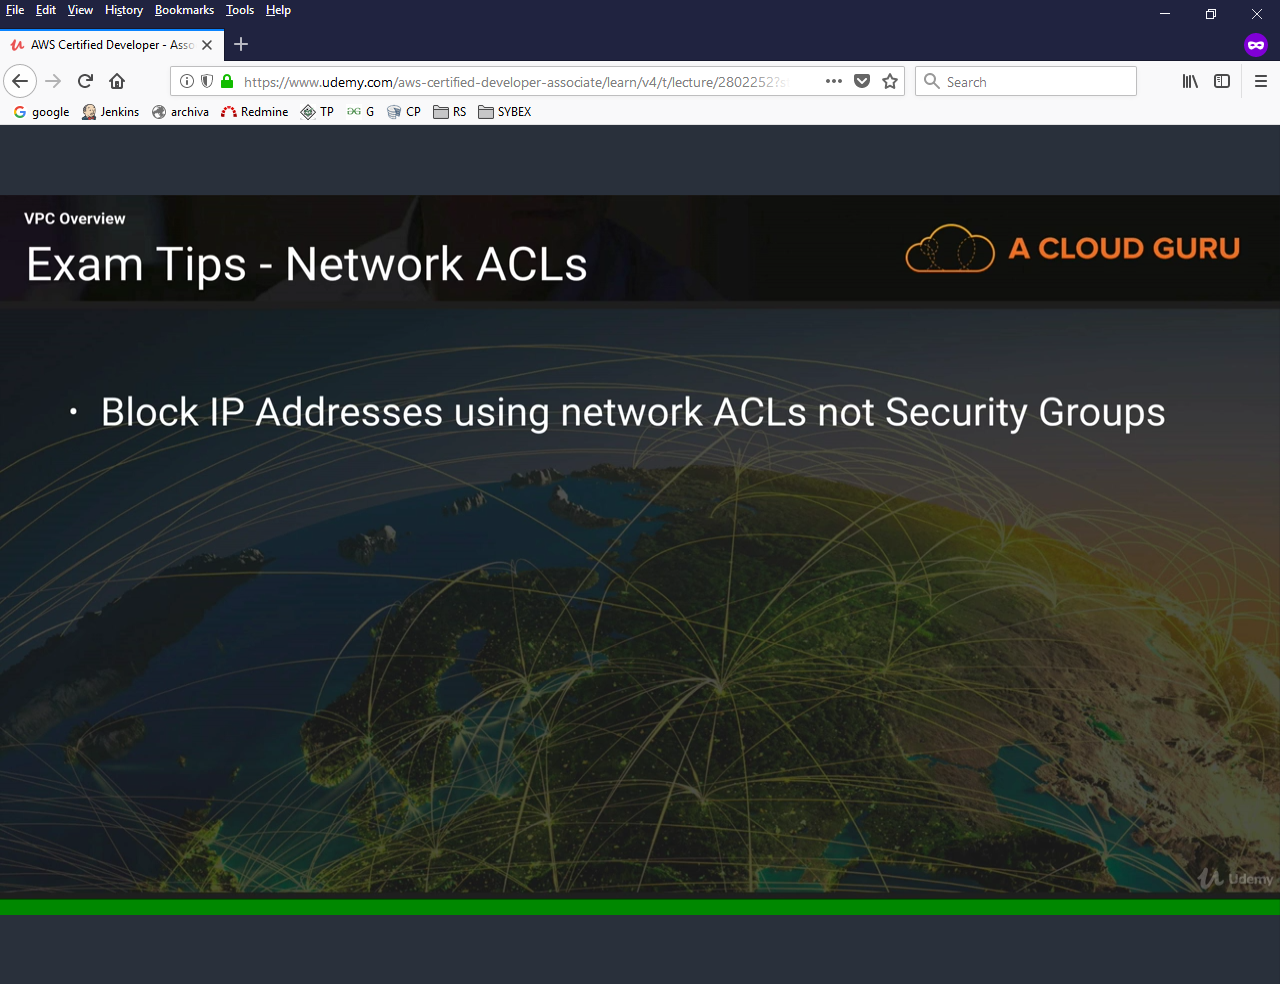 File Edit View History Bookmarks Tools Help
AWS Certified Developer - Asso
https://www.udemy.com/aws-certified-developer-associate/learn/v4/t/lecture/2802252?s
Search
google Jenkins archiva Redmine TP G CP RS SYBEX
VPC Overview
Exam Tips - Network ACLs
A CLOUD GURU
• Block IP Addresses using network ACLs not Security Groups
Udemy